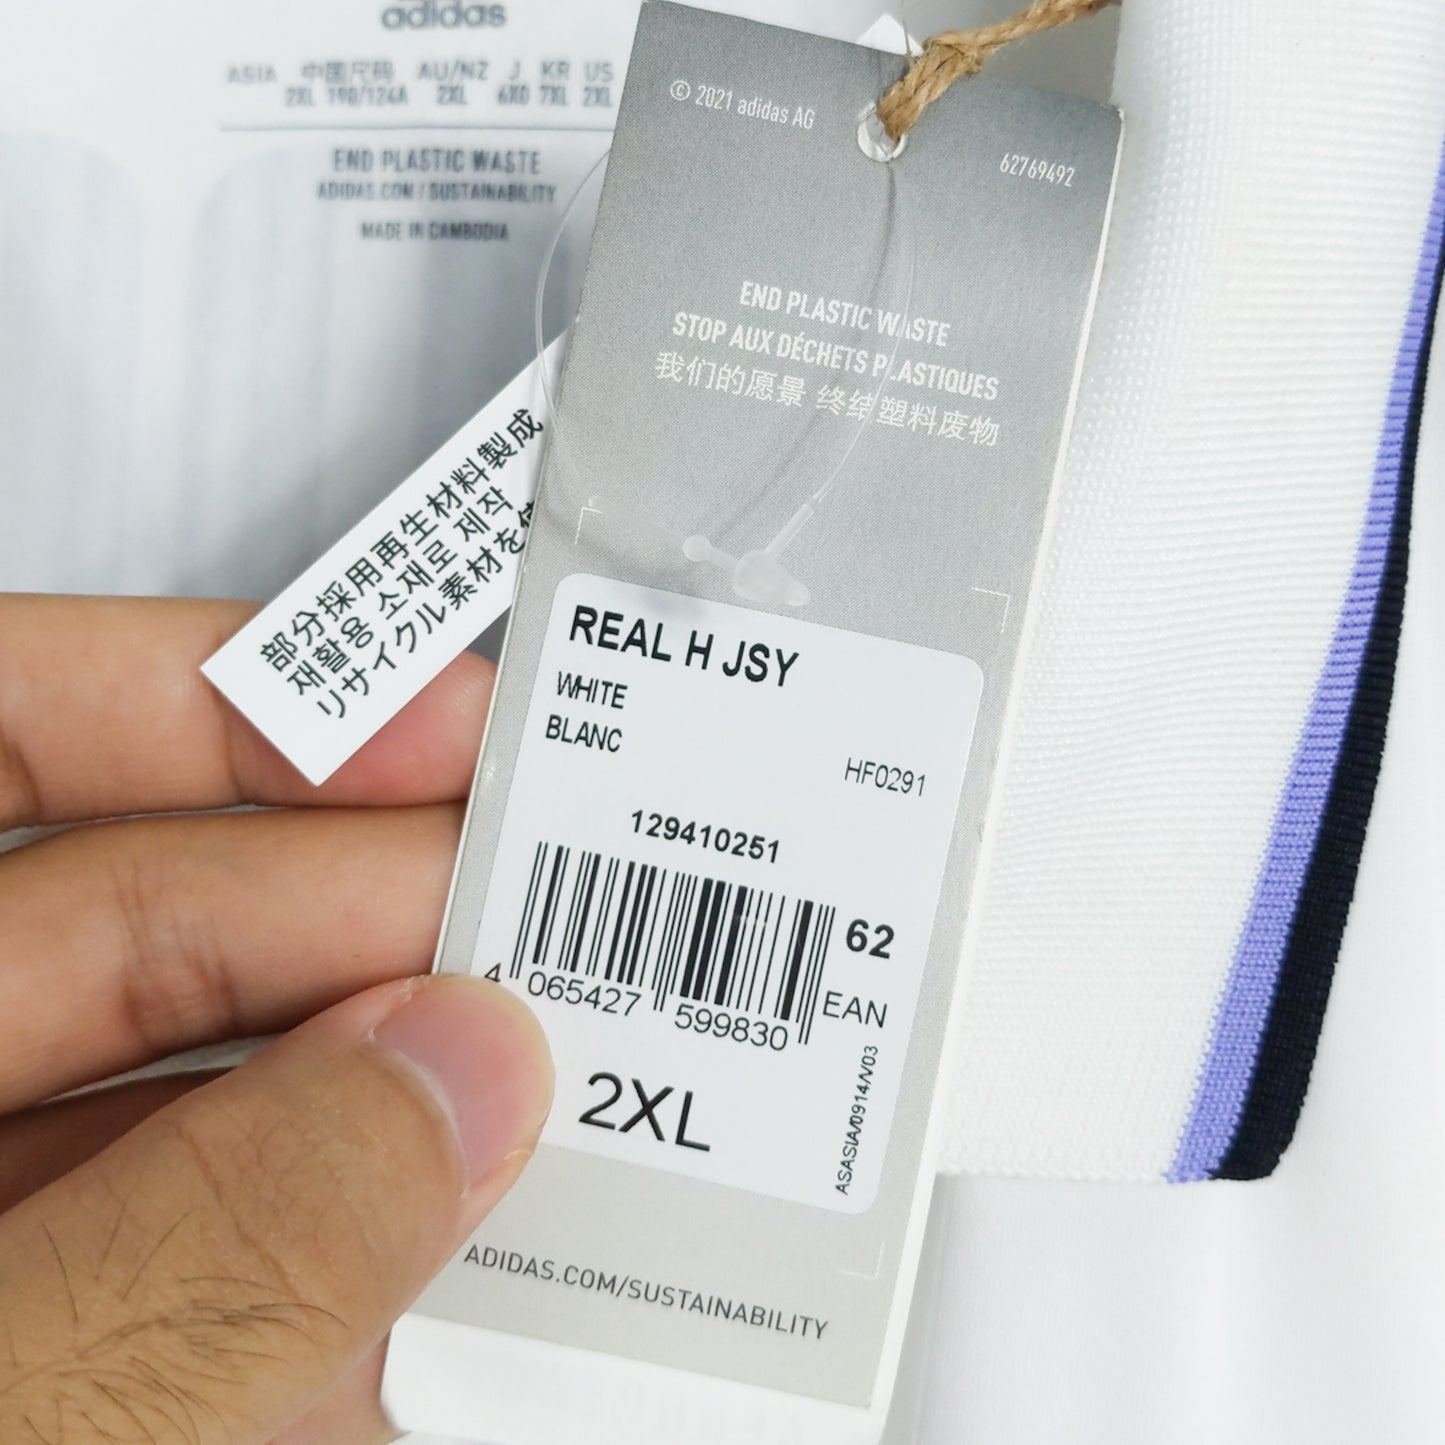 adidas
ASIA 中国尺码 AU/NZ J KR US
2XL 190/124A 2XL 6XO 7XL 2XL
END PLASTIC WASTE
ADIDAS.COM / SUSTAINABILITY
MADE IN CAMBODIA
部分採用再生材料製成
재활용 소재로 제작
リサイクル素材を使
© 2021 adidas AG
62769492
END PLASTIC WASTE
STOP AUX DÉCHETS PLASTIQUES
我们的愿景 终结塑料废物
REAL H JSY
WHITE
BLANC
HF0291
129410251
62
4 065427 599830 EAN
2XL
ASASIA/0914/V03
ADIDAS.COM/SUSTAINABILITY